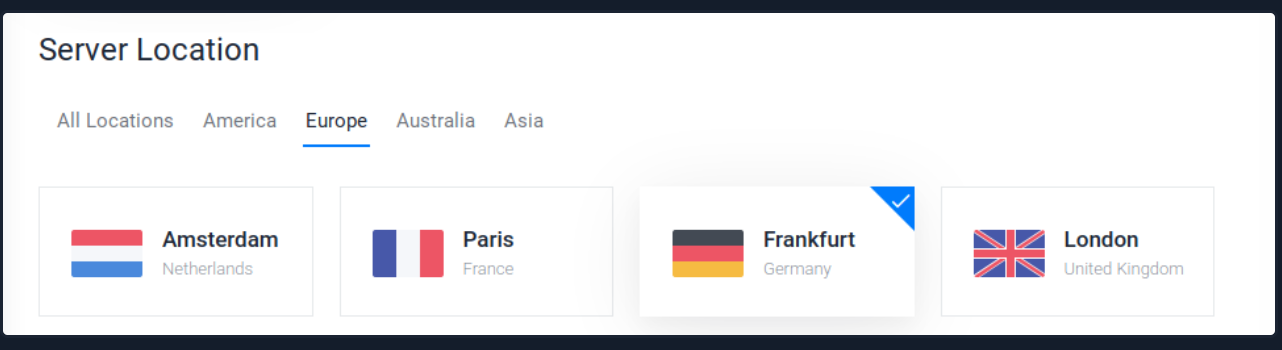 Server Location
All Locations America Europe Australia Asia
Amsterdam
Netherlands
Paris
France
Frankfurt
Germany
London
United Kingdom